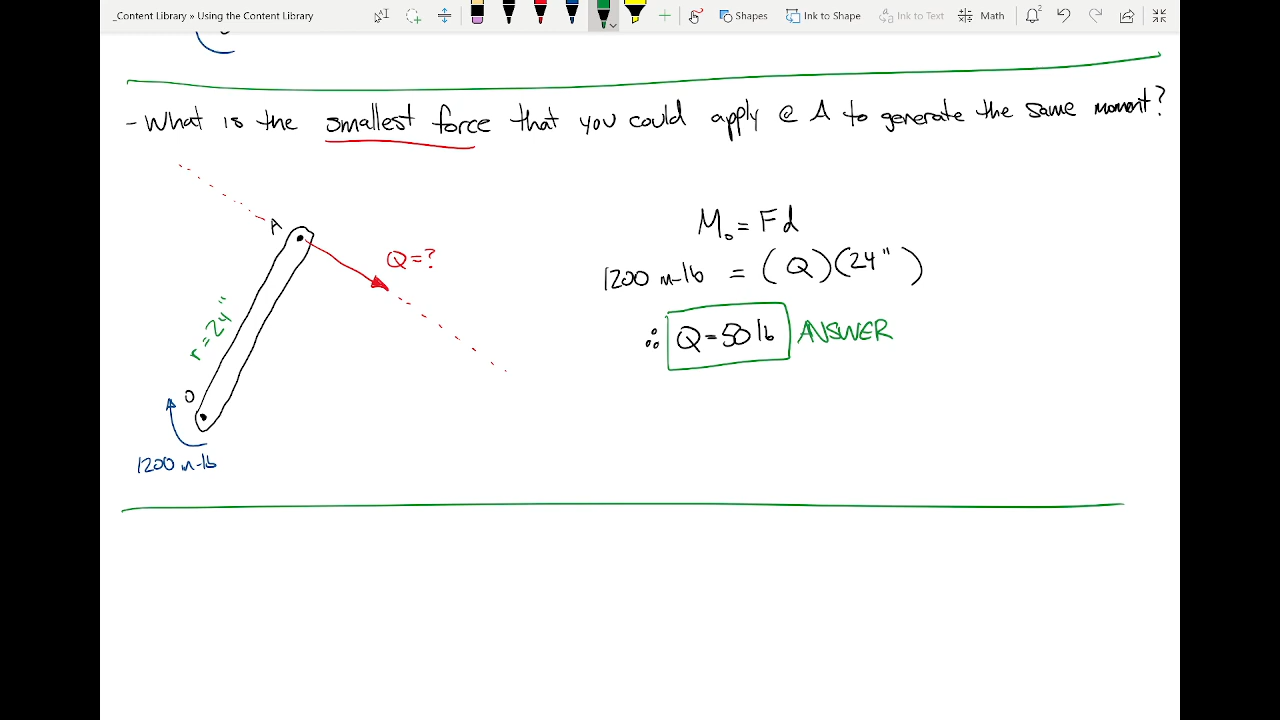 _Content Library » Using the Content Library
Shapes
Ink to Shape
Ink to Text
Math
2
- What is the smallest force that you could apply @ A to generate the same moment?
A
Q = ?
r = 24"
O
1200 in-lb
Mo = Fd
1200 in-lb = (Q)(24")
∴ Q = 50 lb ANSWER